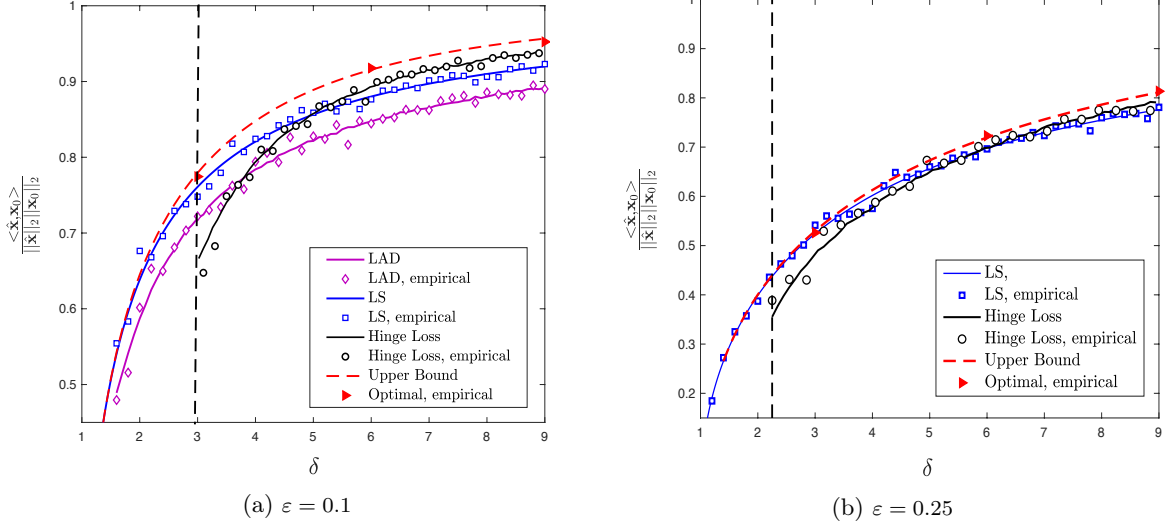 1
0.9
0.8
0.7
0.6
0.5
1 2 3 4 5 6 7 8 9
<x̂,x₀>
||x̂||₂||x₀||₂
δ
LAD
LAD, empirical
LS
LS, empirical
Hinge Loss
Hinge Loss, empirical
Upper Bound
Optimal, empirical
(a) ε = 0.1
1
0.9
0.8
0.7
0.6
0.5
0.4
0.3
0.2
1 2 3 4 5 6 7 8 9
<x̂,x₀>
||x̂||₂||x₀||₂
δ
LS,
LS, empirical
Hinge Loss
Hinge Loss, empirical
Upper Bound
Optimal, empirical
(b) ε = 0.25